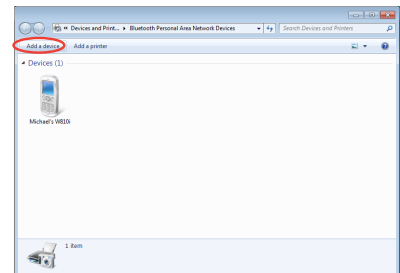 « Devices and Print... ▸ Bluetooth Personal Area Network Devices
Search Devices and Printers
Add a device Add a printer
Devices (1)
Michael's W810i
1 item